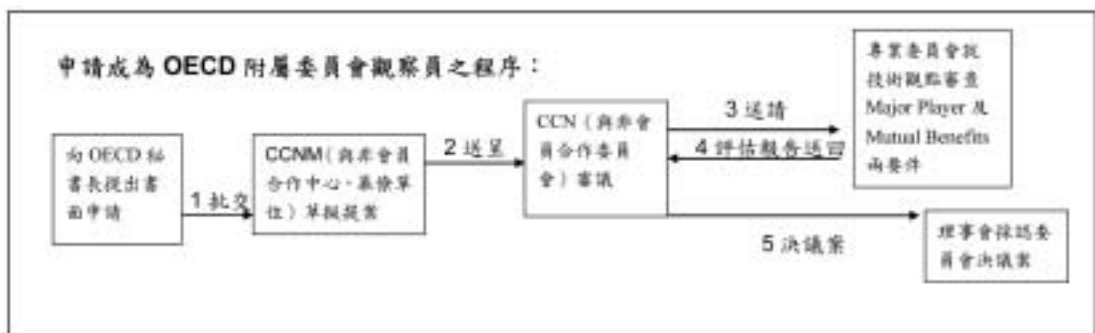 申請成為 OECD 附屬委員會觀察員之程序：
向 OECD 秘
書長提出書
面申請
1 批交
CCNM（與非會員
合作中心，幕僚單
位）草擬提案
2 送呈
CCN（與非會
員合作委員
會）審議
3 送請
4 評估報告送回
專業委員會就
技術觀點審查
Major Player 及
Mutual Benefits
兩要件
5 決議案
理事會採認委
員會決議案